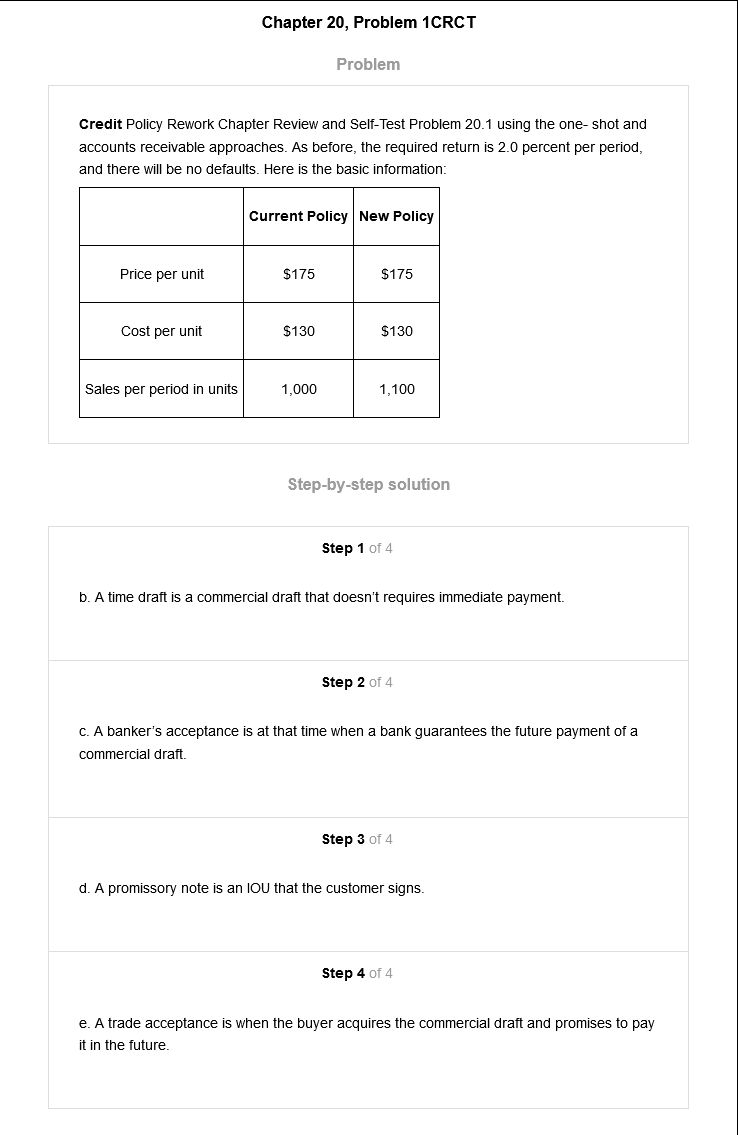 Chapter 20, Problem 1CRCT
Problem
Credit Policy Rework Chapter Review and Self-Test Problem 20.1 using the one- shot and
accounts receivable approaches. As before, the required return is 2.0 percent per period,
and there will be no defaults. Here is the basic information:
Current Policy New Policy
Price per unit $175 $175
Cost per unit $130 $130
Sales per period in units 1,000 1,100
Step-by-step solution
Step 1 of 4
b. A time draft is a commercial draft that doesn't requires immediate payment.
Step 2 of 4
c. A banker's acceptance is at that time when a bank guarantees the future payment of a
commercial draft.
Step 3 of 4
d. A promissory note is an IOU that the customer signs.
Step 4 of 4
e. A trade acceptance is when the buyer acquires the commercial draft and promises to pay
it in the future.